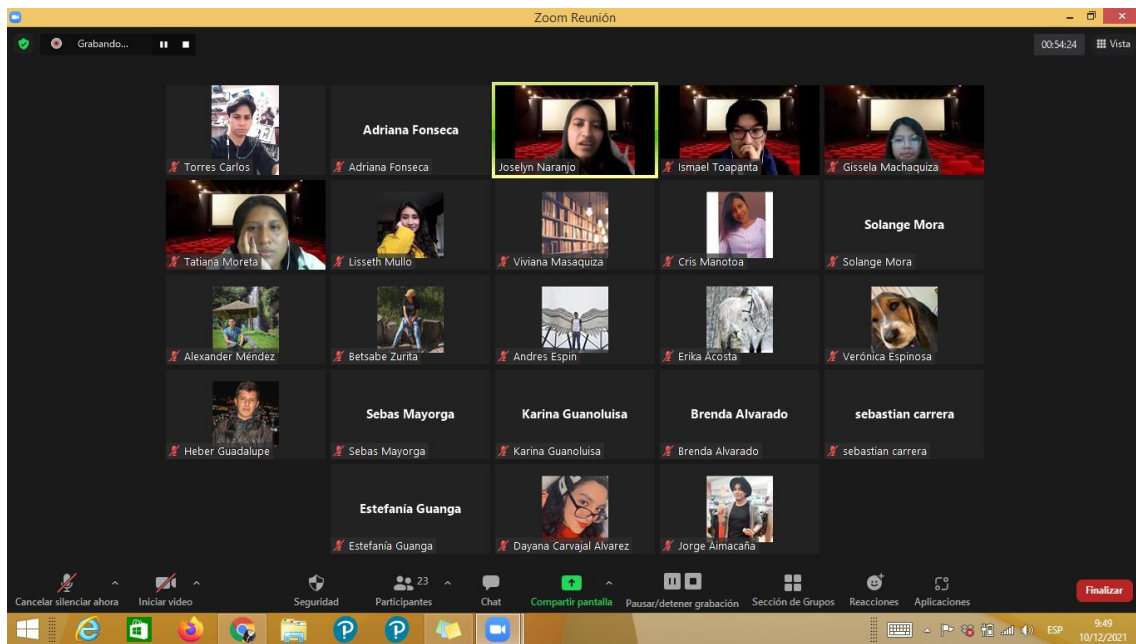 Zoom Reunión
Grabando...
00:54:24
Vista
Torres Carlos
Adriana Fonseca
Adriana Fonseca
Joselyn Naranjo
Ismael Toapanta
Gissela Machaquiza
Tatiana Moreta
Lisseth Mullo
Viviana Masaquiza
Cris Manotoa
Solange Mora
Solange Mora
Alexander Méndez
Betsabe Zurita
Andres Espin
Erika Acosta
Verónica Espinosa
Heber Guadalupe
Sebas Mayorga
Sebas Mayorga
Karina Guanoluisa
Karina Guanoluisa
Brenda Alvarado
Brenda Alvarado
sebastian carrera
sebastian carrera
Estefanía Guanga
Estefanía Guanga
Dayana Carvajal Alvarez
Jorge Aimacaña
Cancelar silenciar ahora
Iniciar video
Seguridad
23
Participantes
Chat
Compartir pantalla
Pausar/detener grabación
Sección de Grupos
Reacciones
Aplicaciones
Finalizar
ESP
9:49
10/12/2021